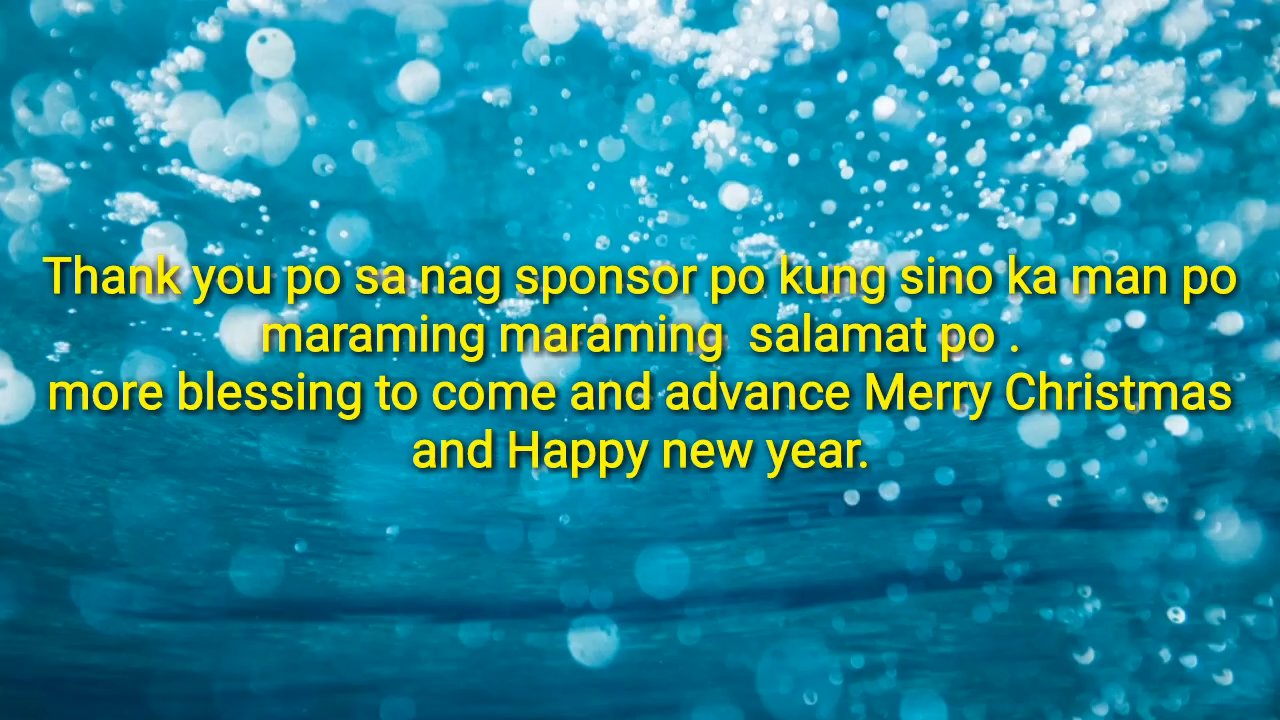 Thank you po sa nag sponsor po kung sino ka man po
maraming maraming  salamat po .
more blessing to come and advance Merry Christmas
and Happy new year.